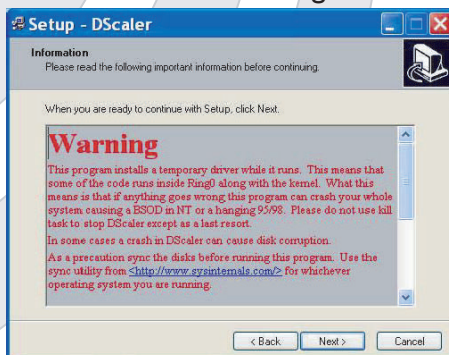 Setup - DScaler
Information
Please read the following important information before continuing.
When you are ready to continue with Setup, click Next.
Warning
This program installs a temporary driver while it runs. This means that
some of the code runs inside Ring0 along with the kernel. What this
means is that if anything goes wrong this program can crash your whole
system causing a BSOD in NT or a hanging 95/98. Please do not use kill
task to stop DScaler except as a last resort.
In some cases a crash in DScaler can cause disk corruption.
As a precaution sync the disks before running this program. Use the
sync utility from <http://www.sysinternals.com/> for whichever
operating system you are running.
< Back
Next >
Cancel